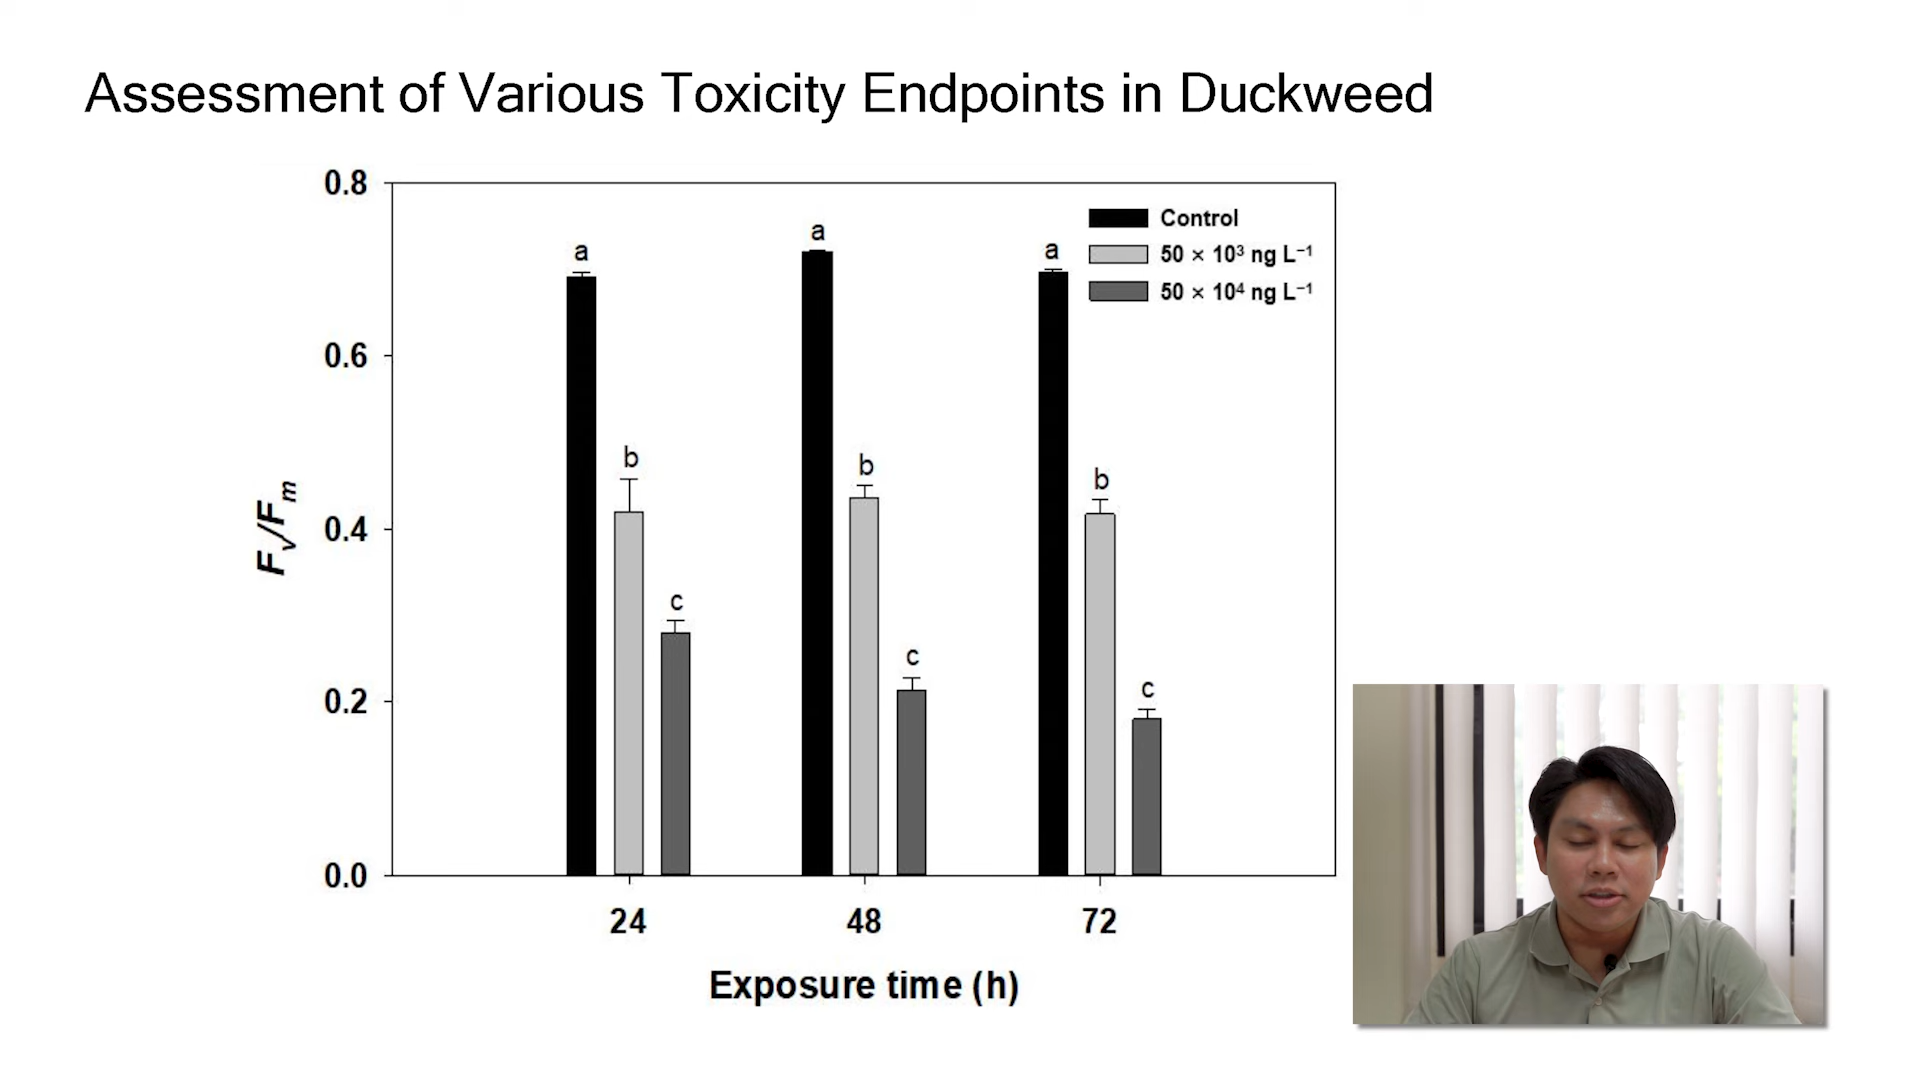 Assessment of Various Toxicity Endpoints in Duckweed
0.8
0.6
0.4
0.2
0.0
Fv/Fm
a
b
c
a
b
c
a
b
c
Control
50 × 10³ ng L⁻¹
50 × 10⁴ ng L⁻¹
24
48
72
Exposure time (h)